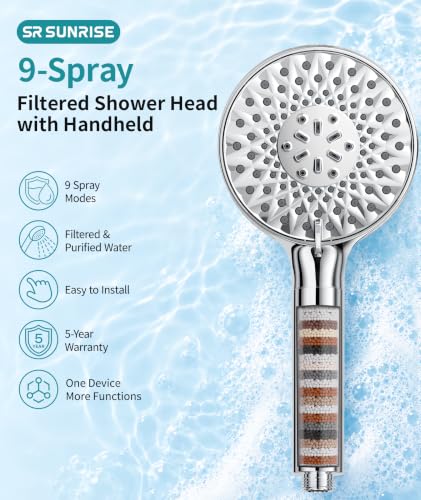 SR SUNRISE
9-Spray
Filtered Shower Head
with Handheld
9 Spray
Modes
Filtered &
Purified Water
Easy to Install
5
YEAR
5-Year
Warranty
One Device
More Functions